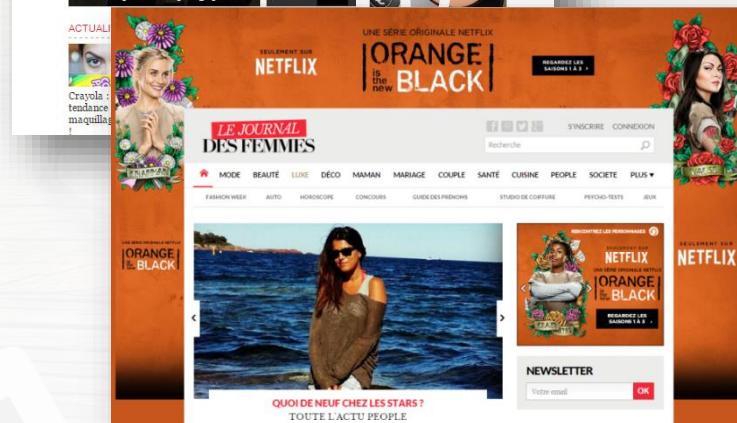 ACTUALI
Crayola :
tendance
maquillag
!
SEULEMENT SUR
NETFLIX
UNE SÉRIE ORIGINALE NETFLIX
ORANGE
is the new BLACK
REGARDEZ LES
SAISONS 1 À 3
LE JOURNAL
DES FEMMES
S'INSCRIRE CONNEXION
Recherche
MODE BEAUTÉ LUXE DÉCO MAMAN MARIAGE COUPLE SANTÉ CUISINE PEOPLE SOCIETE PLUS
FASHION WEEK AUTO HOROSCOPE CONCOURS GUIDE DES PRÉNOMS STUDIO DE COIFFURE PSYCHO-TESTS JEUX
UNE SÉRIE ORIGINALE NETFLIX
ORANGE
BLACK
RENCONTREZ LES PERSONNAGES
SEULEMENT SUR
NETFLIX
UNE SÉRIE ORIGINALE NETFLIX
ORANGE
BLACK
REGARDEZ LES
SAISONS 1 À 3
CRAZY EYES
SEULEMENT SUR
NETFLIX
NEWSLETTER
Votre email
OK
QUOI DE NEUF CHEZ LES STARS ?
TOUTE L'ACTU PEOPLE